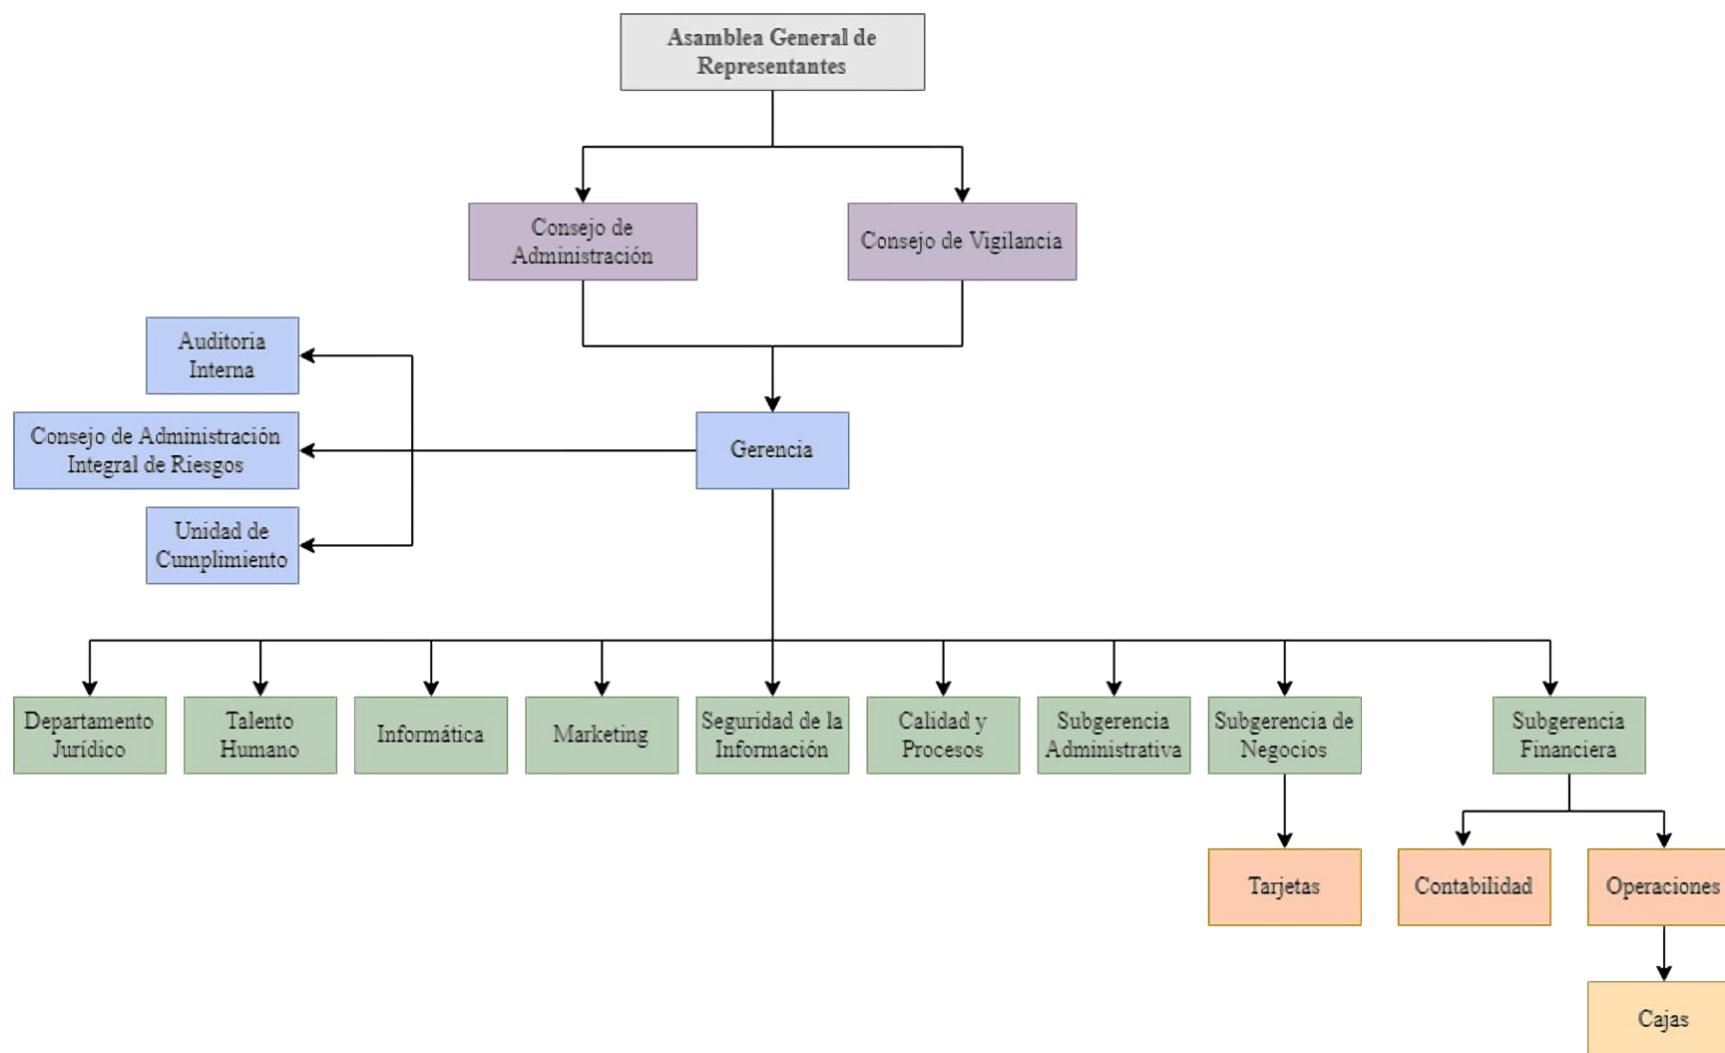 Asamblea General de
Representantes
Consejo de
Administración
Consejo de Vigilancia
Auditoria
Interna
Consejo de Administración
Integral de Riesgos
Gerencia
Unidad de
Cumplimiento
Departamento
Jurídico
Talento
Humano
Informática
Marketing
Seguridad de la
Información
Calidad y
Procesos
Subgerencia
Administrativa
Subgerencia de
Negocios
Subgerencia
Financiera
Tarjetas
Contabilidad
Operaciones
Cajas